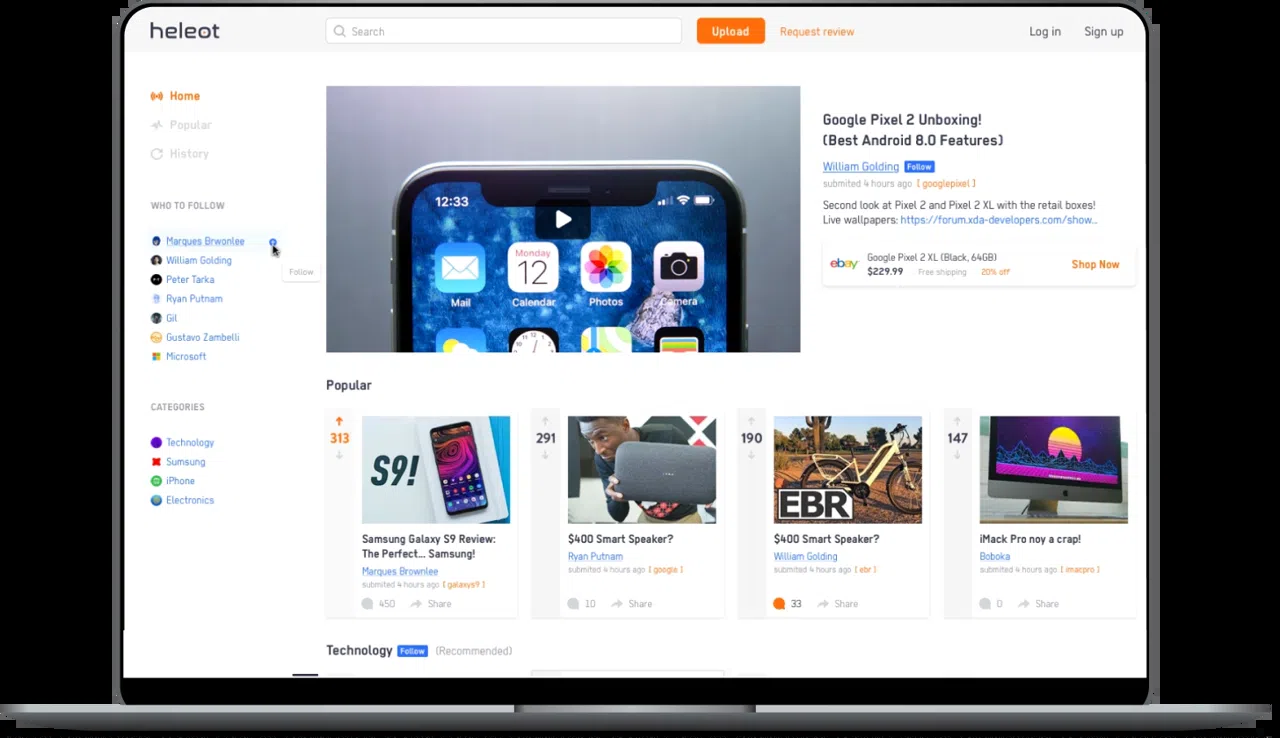 heleot
Search
Upload
Request review
Log in
Sign up
Home
Popular
History
WHO TO FOLLOW
Marques Brwonlee
William Golding
Follow
Peter Tarka
Ryan Putnam
Gil
Gustavo Zambelli
Microsoft
CATEGORIES
Technology
Sumsung
iPhone
Electronics
12:33
Monday
12
Mail
Calendar
Photos
Camera
Google Pixel 2 Unboxing!
(Best Android 8.0 Features)
William Golding Follow
submited 4 hours ago [ googlepixel ]
Second look at Pixel 2 and Pixel 2 XL with the retail boxes!
Live wallpapers: https://forum.xda-developers.com/show..
ebay
Google Pixel 2 XL (Black, 64GB)
$229.99 Free shipping 20% off
Shop Now
Popular
313
S9!
Samsung Galaxy S9 Review:
The Perfect... Samsung!
Marques Brownlee
submited 4 hours ago [ galaxys9 ]
450 Share
291
$400 Smart Speaker?
Ryan Putnam
submited 4 hours ago [ google ]
10 Share
190
EBR
$400 Smart Speaker?
William Golding
submited 4 hours ago [ ebr ]
33 Share
147
iMack Pro noy a crap!
Boboka
submited 4 hours ago [ imacpro ]
0 Share
Technology Follow (Recommended)